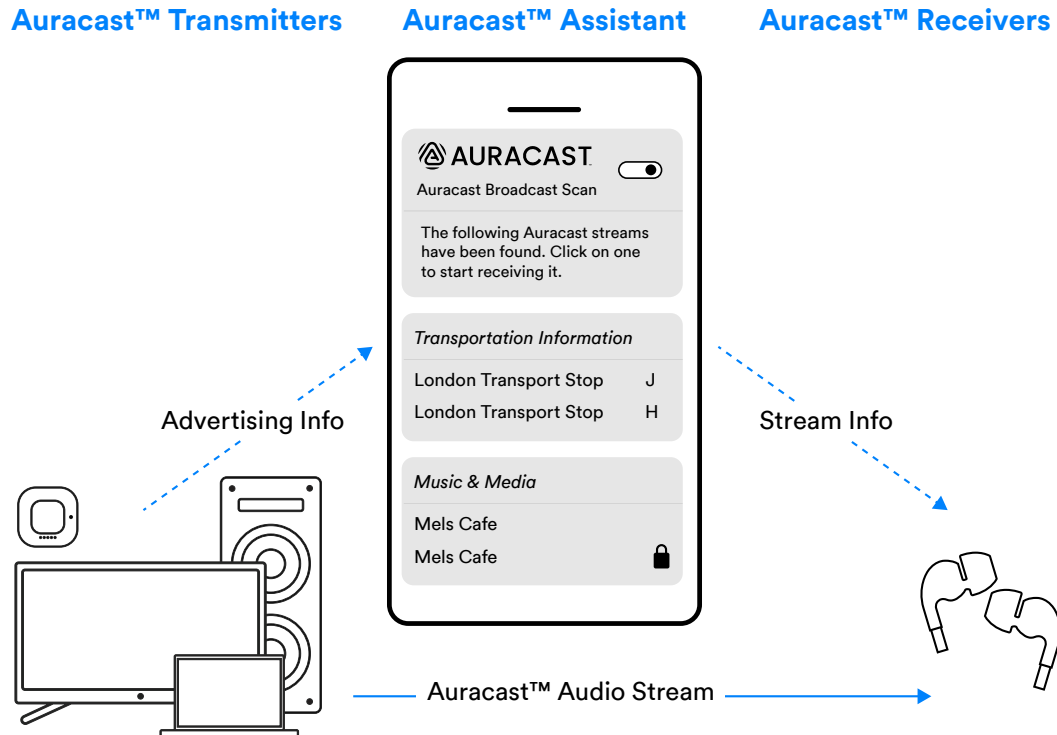 Auracast™ Transmitters
Auracast™ Assistant
Auracast™ Receivers
AURACAST
Auracast Broadcast Scan
The following Auracast streams
have been found. Click on one
to start receiving it.
Transportation Information
London Transport Stop J
London Transport Stop H
Music & Media
Mels Cafe
Mels Cafe
Advertising Info
Stream Info
Auracast™ Audio Stream